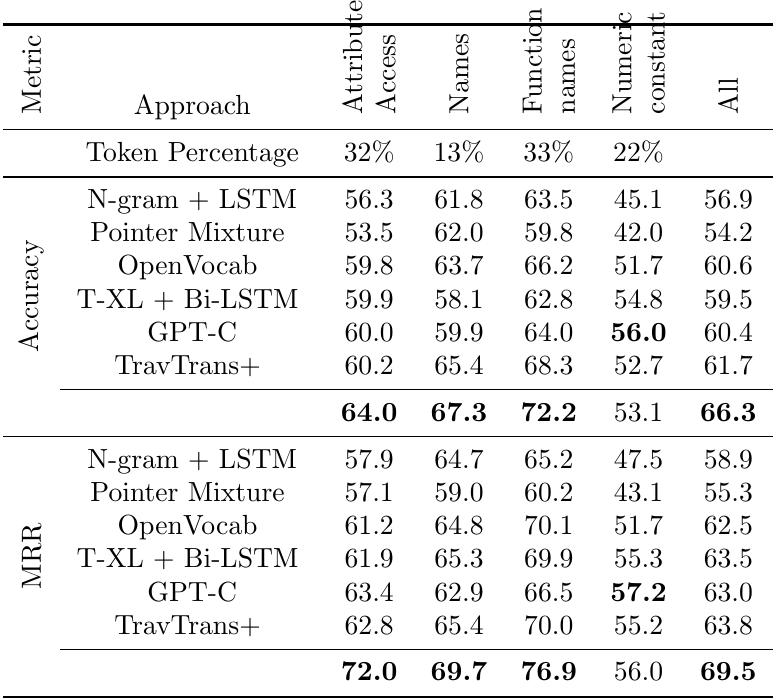 Metric Approach Attribute Access Names Function names Numeric constant All
Token Percentage 32% 13% 33% 22%
Accuracy
N-gram + LSTM 56.3 61.8 63.5 45.1 56.9
Pointer Mixture 53.5 62.0 59.8 42.0 54.2
OpenVocab 59.8 63.7 66.2 51.7 60.6
T-XL + Bi-LSTM 59.9 58.1 62.8 54.8 59.5
GPT-C 60.0 59.9 64.0 56.0 60.4
TravTrans+ 60.2 65.4 68.3 52.7 61.7
64.0 67.3 72.2 53.1 66.3
MRR
N-gram + LSTM 57.9 64.7 65.2 47.5 58.9
Pointer Mixture 57.1 59.0 60.2 43.1 55.3
OpenVocab 61.2 64.8 70.1 51.7 62.5
T-XL + Bi-LSTM 61.9 65.3 69.9 55.3 63.5
GPT-C 63.4 62.9 66.5 57.2 63.0
TravTrans+ 62.8 65.4 70.0 55.2 63.8
72.0 69.7 76.9 56.0 69.5